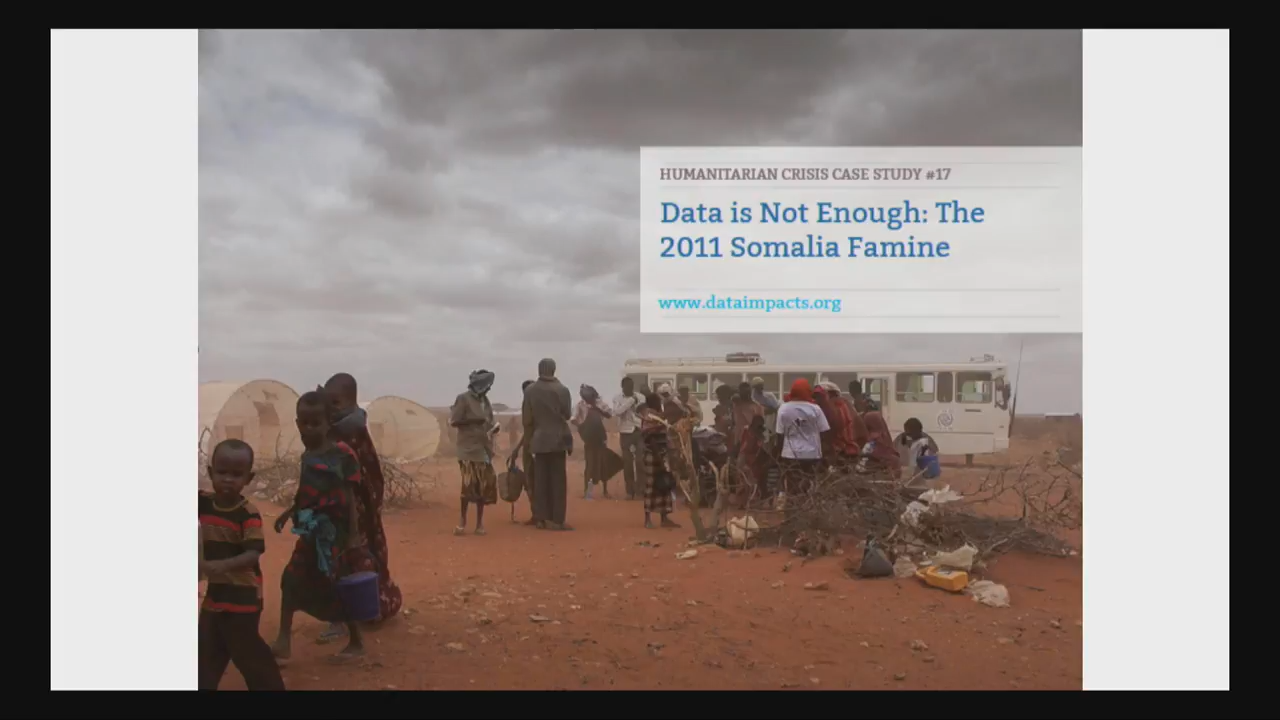 HUMANITARIAN CRISIS CASE STUDY #17
Data is Not Enough: The
2011 Somalia Famine
www.dataimpacts.org